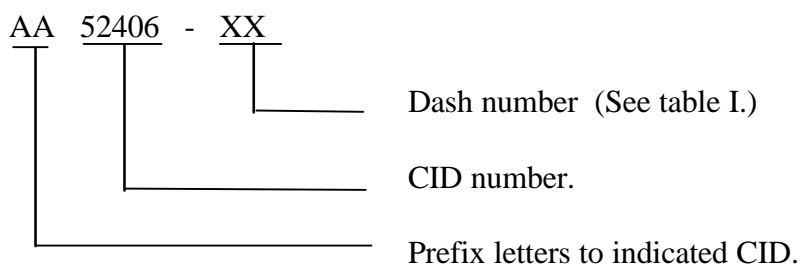 AA 52406 - XX
Dash number (See table I.)
CID number.
Prefix letters to indicated CID.